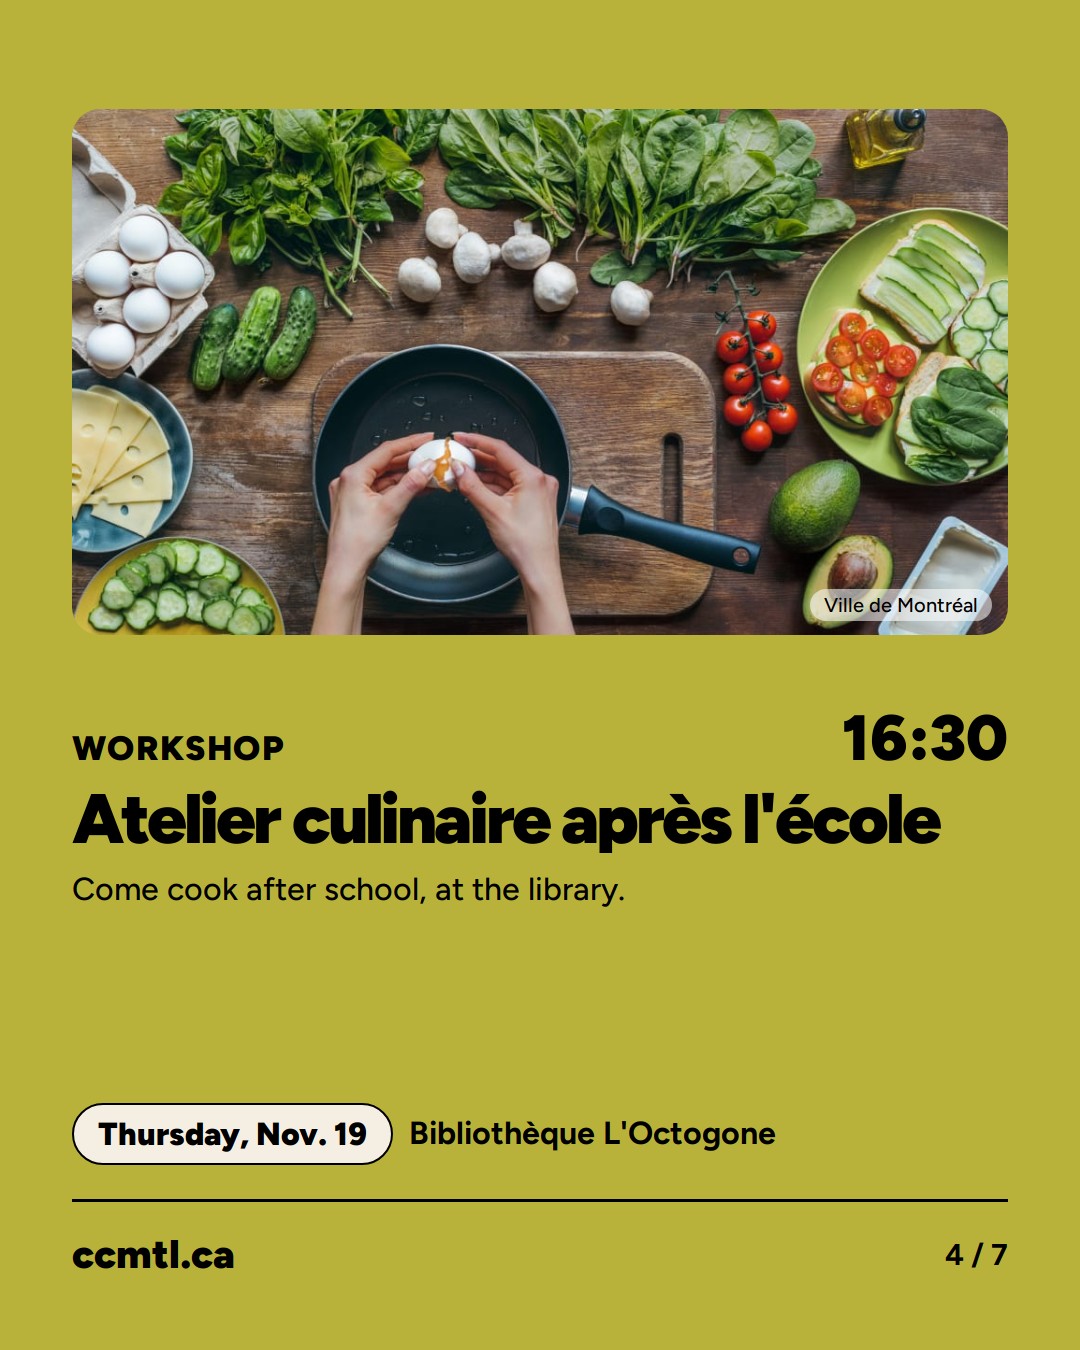 Ville de Montréal
WORKSHOP
16:30
Atelier culinaire après l'école
Come cook after school, at the library.
Thursday, Nov. 19
Bibliothèque L'Octogone
ccmtl.ca
4 / 7